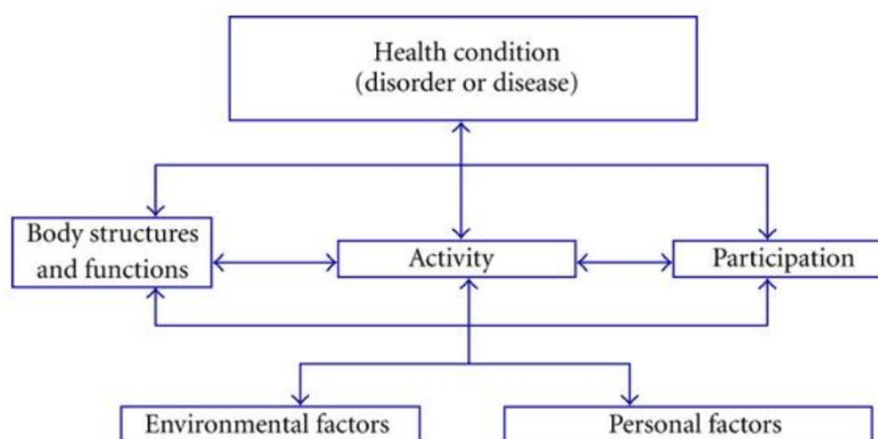 Health condition
(disorder or disease)
Body structures
and functions
Activity
Participation
Environmental factors
Personal factors